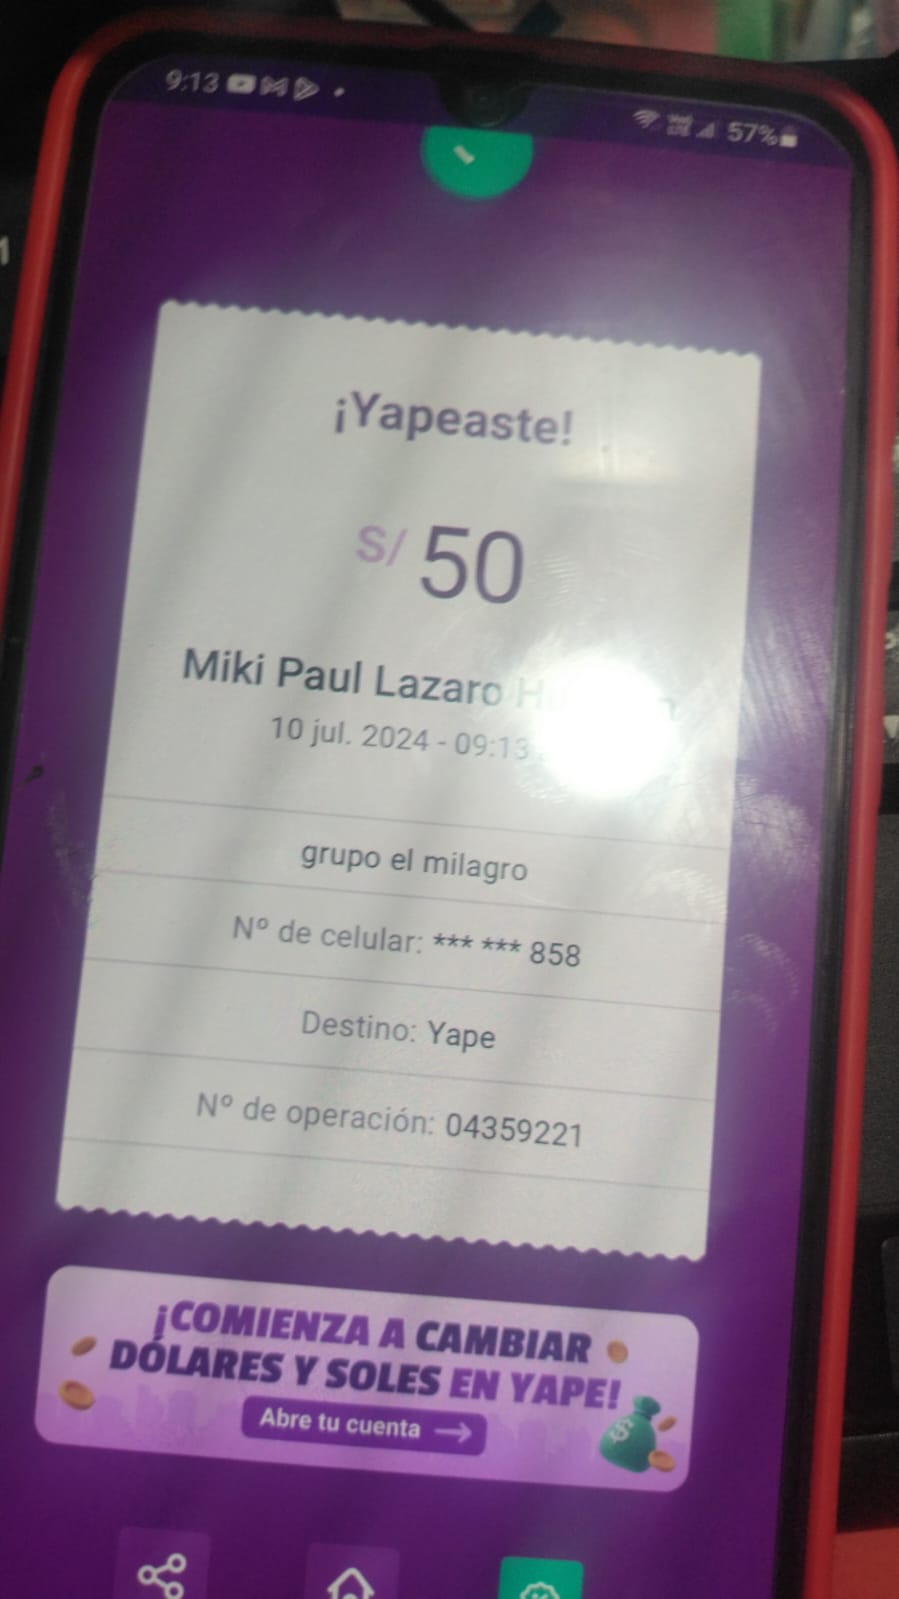 9:13
57%
¡Yapeaste!
S/ 50
Miki Paul Lazaro
10 jul. 2024 - 09:13
grupo el milagro
Nº de celular: *** *** 858
Destino: Yape
Nº de operación: 04359221
¡COMIENZA A CAMBIAR
DÓLARES Y SOLES EN YAPE!
Abre tu cuenta